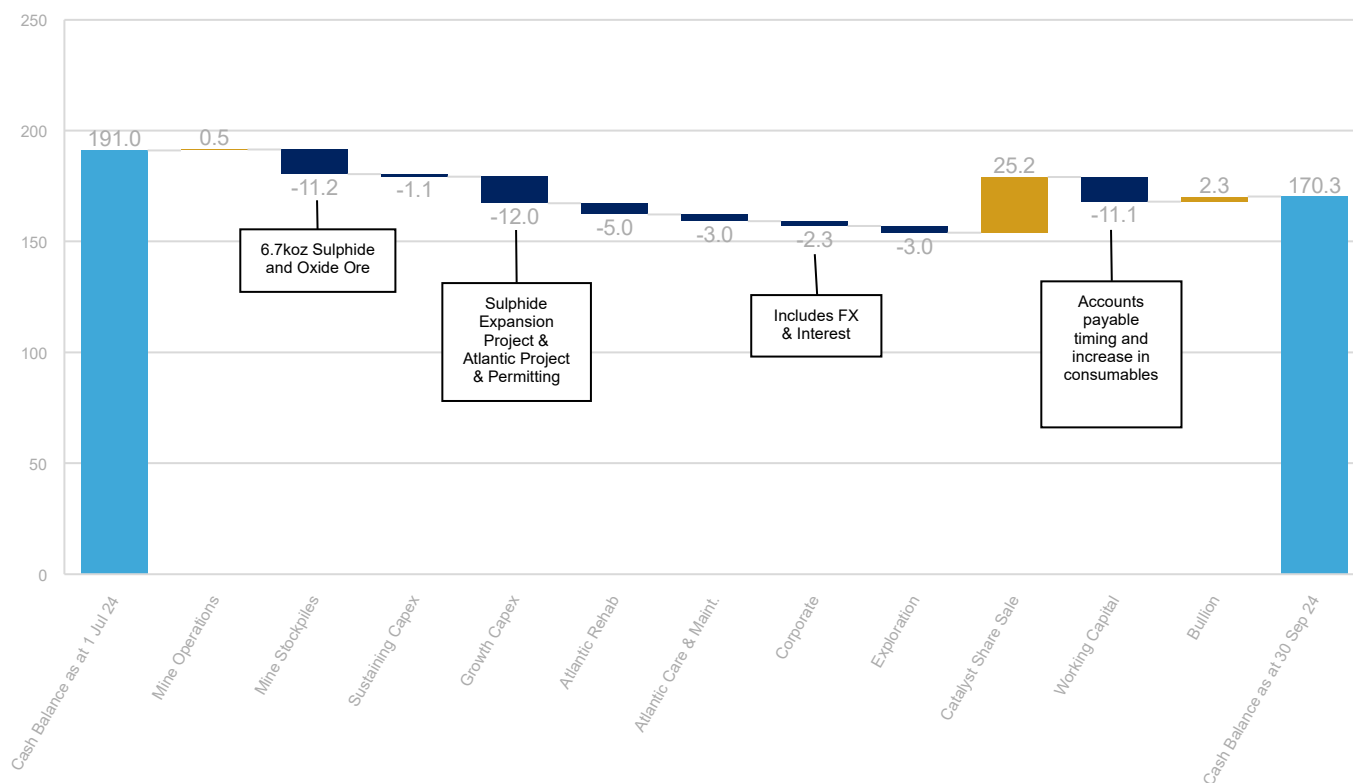 250
200
150
100
50
0
191.0
0.5
-11.2
-1.1
-12.0
-5.0
-3.0
-2.3
-3.0
25.2
-11.1
2.3
170.3
6.7koz Sulphide
and Oxide Ore
Sulphide
Expansion
Project &
Atlantic Project
& Permitting
Includes FX
& Interest
Accounts
payable
timing and
increase in
consumables
Cash Balance as at 1 Jul 24
Mine Operations
Mine Stockpiles
Sustaining Capex
Growth Capex
Atlantic Rehab
Atlantic Care & Maint.
Corporate
Exploration
Catalyst Share Sale
Working Capital
Bullion
Cash Balance as at 30 Sep 24